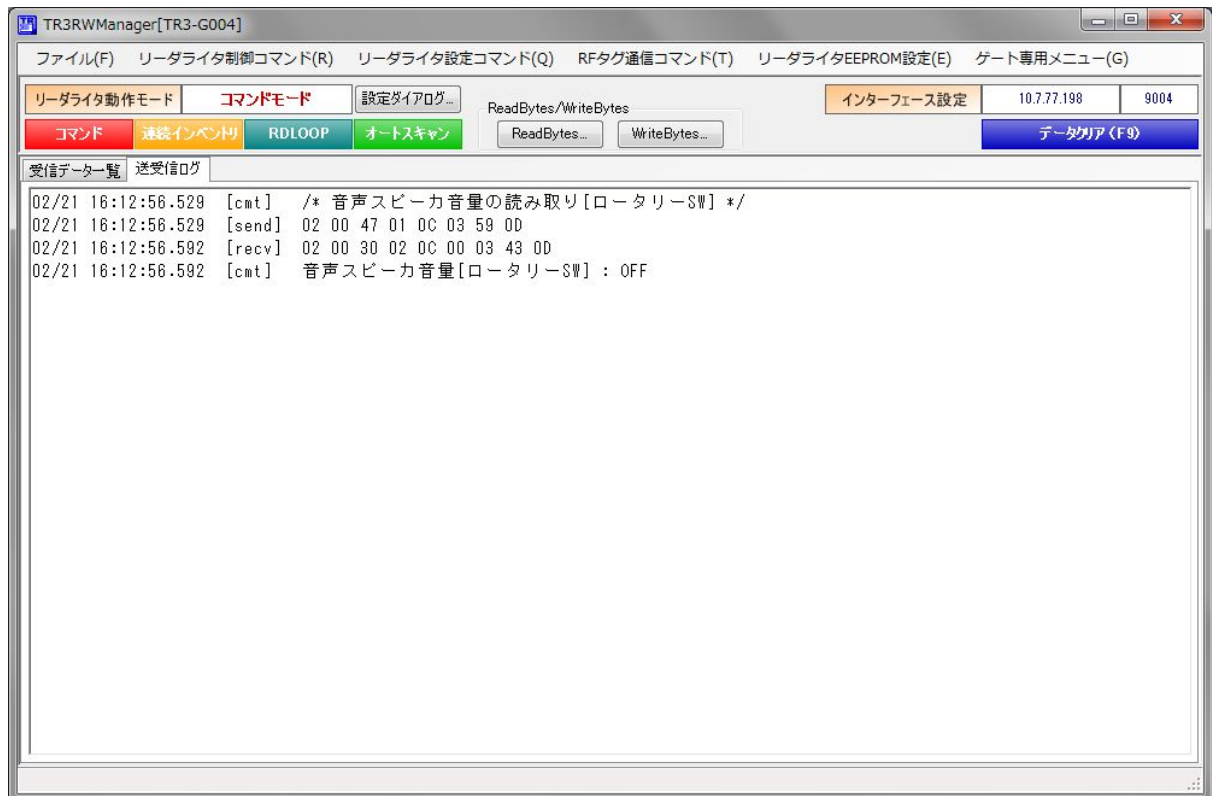 TR3RWManager[TR3-G004]
ファイル(F) リーダライタ制御コマンド(R) リーダライタ設定コマンド(Q) RFタグ通信コマンド(T) リーダライタEEPROM設定(E) ゲート専用メニュー(G)
リーダライタ動作モード コマンドモード 設定ダイアログ... ReadBytes/WriteBytes インターフェース設定 10.7.77.198 9004
コマンド 連続インベントリ RDLOOP オートスキャン ReadBytes... WriteBytes... データクリア(F9)
受信データ一覧 送受信ログ
02/21 16:12:56.529 [cmt] /* 音声スピーカ音量の読み取り[ロータリーSW] */
02/21 16:12:56.529 [send] 02 00 47 01 0C 03 59 0D
02/21 16:12:56.592 [recv] 02 00 30 02 0C 00 03 43 0D
02/21 16:12:56.592 [cmt] 音声スピーカ音量[ロータリーSW] : OFF